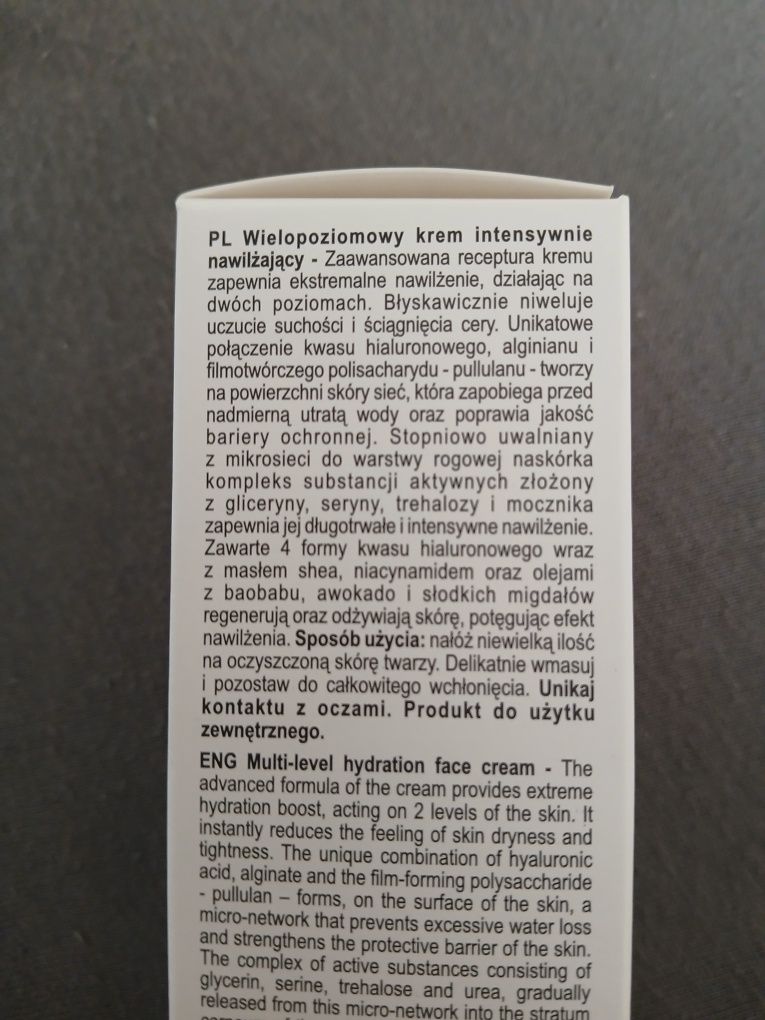 PL Wielopoziomowy krem intensywnie
nawilżający - Zaawansowana receptura kremu
zapewnia ekstremalne nawilżenie, działając na
dwóch poziomach. Błyskawicznie niweluje
uczucie suchości i ściągnięcia cery. Unikatowe
połączenie kwasu hialuronowego, alginianu i
filmotwórczego polisacharydu - pullulanu - tworzy
na powierzchni skóry sieć, która zapobiega przed
nadmierną utratą wody oraz poprawia jakość
bariery ochronnej. Stopniowo uwalniany
z mikrosieci do warstwy rogowej naskórka
kompleks substancji aktywnych złożony
z gliceryny, seryny, trehalozy i mocznika
zapewnia jej długotrwałe i intensywne nawilżenie.
Zawarte 4 formy kwasu hialuronowego wraz
z masłem shea, niacynamidem oraz olejami
z baobabu, awokado i słodkich migdałów
regenerują oraz odżywiają skórę, potęgując efekt
nawilżenia. Sposób użycia: nałóż niewielką ilość
na oczyszczoną skórę twarzy. Delikatnie wmasuj
i pozostaw do całkowitego wchłonięcia. Unikaj
kontaktu z oczami. Produkt do użytku
zewnętrznego.
ENG Multi-level hydration face cream - The
advanced formula of the cream provides extreme
hydration boost, acting on 2 levels of the skin. It
instantly reduces the feeling of skin dryness and
tightness. The unique combination of hyaluronic
acid, alginate and the film-forming polysaccharide
- pullulan – forms, on the surface of the skin, a
micro-network that prevents excessive water loss
and strengthens the protective barrier of the skin.
The complex of active substances consisting of
glycerin, serine, trehalose and urea, gradually
released from this micro-network into the stratum